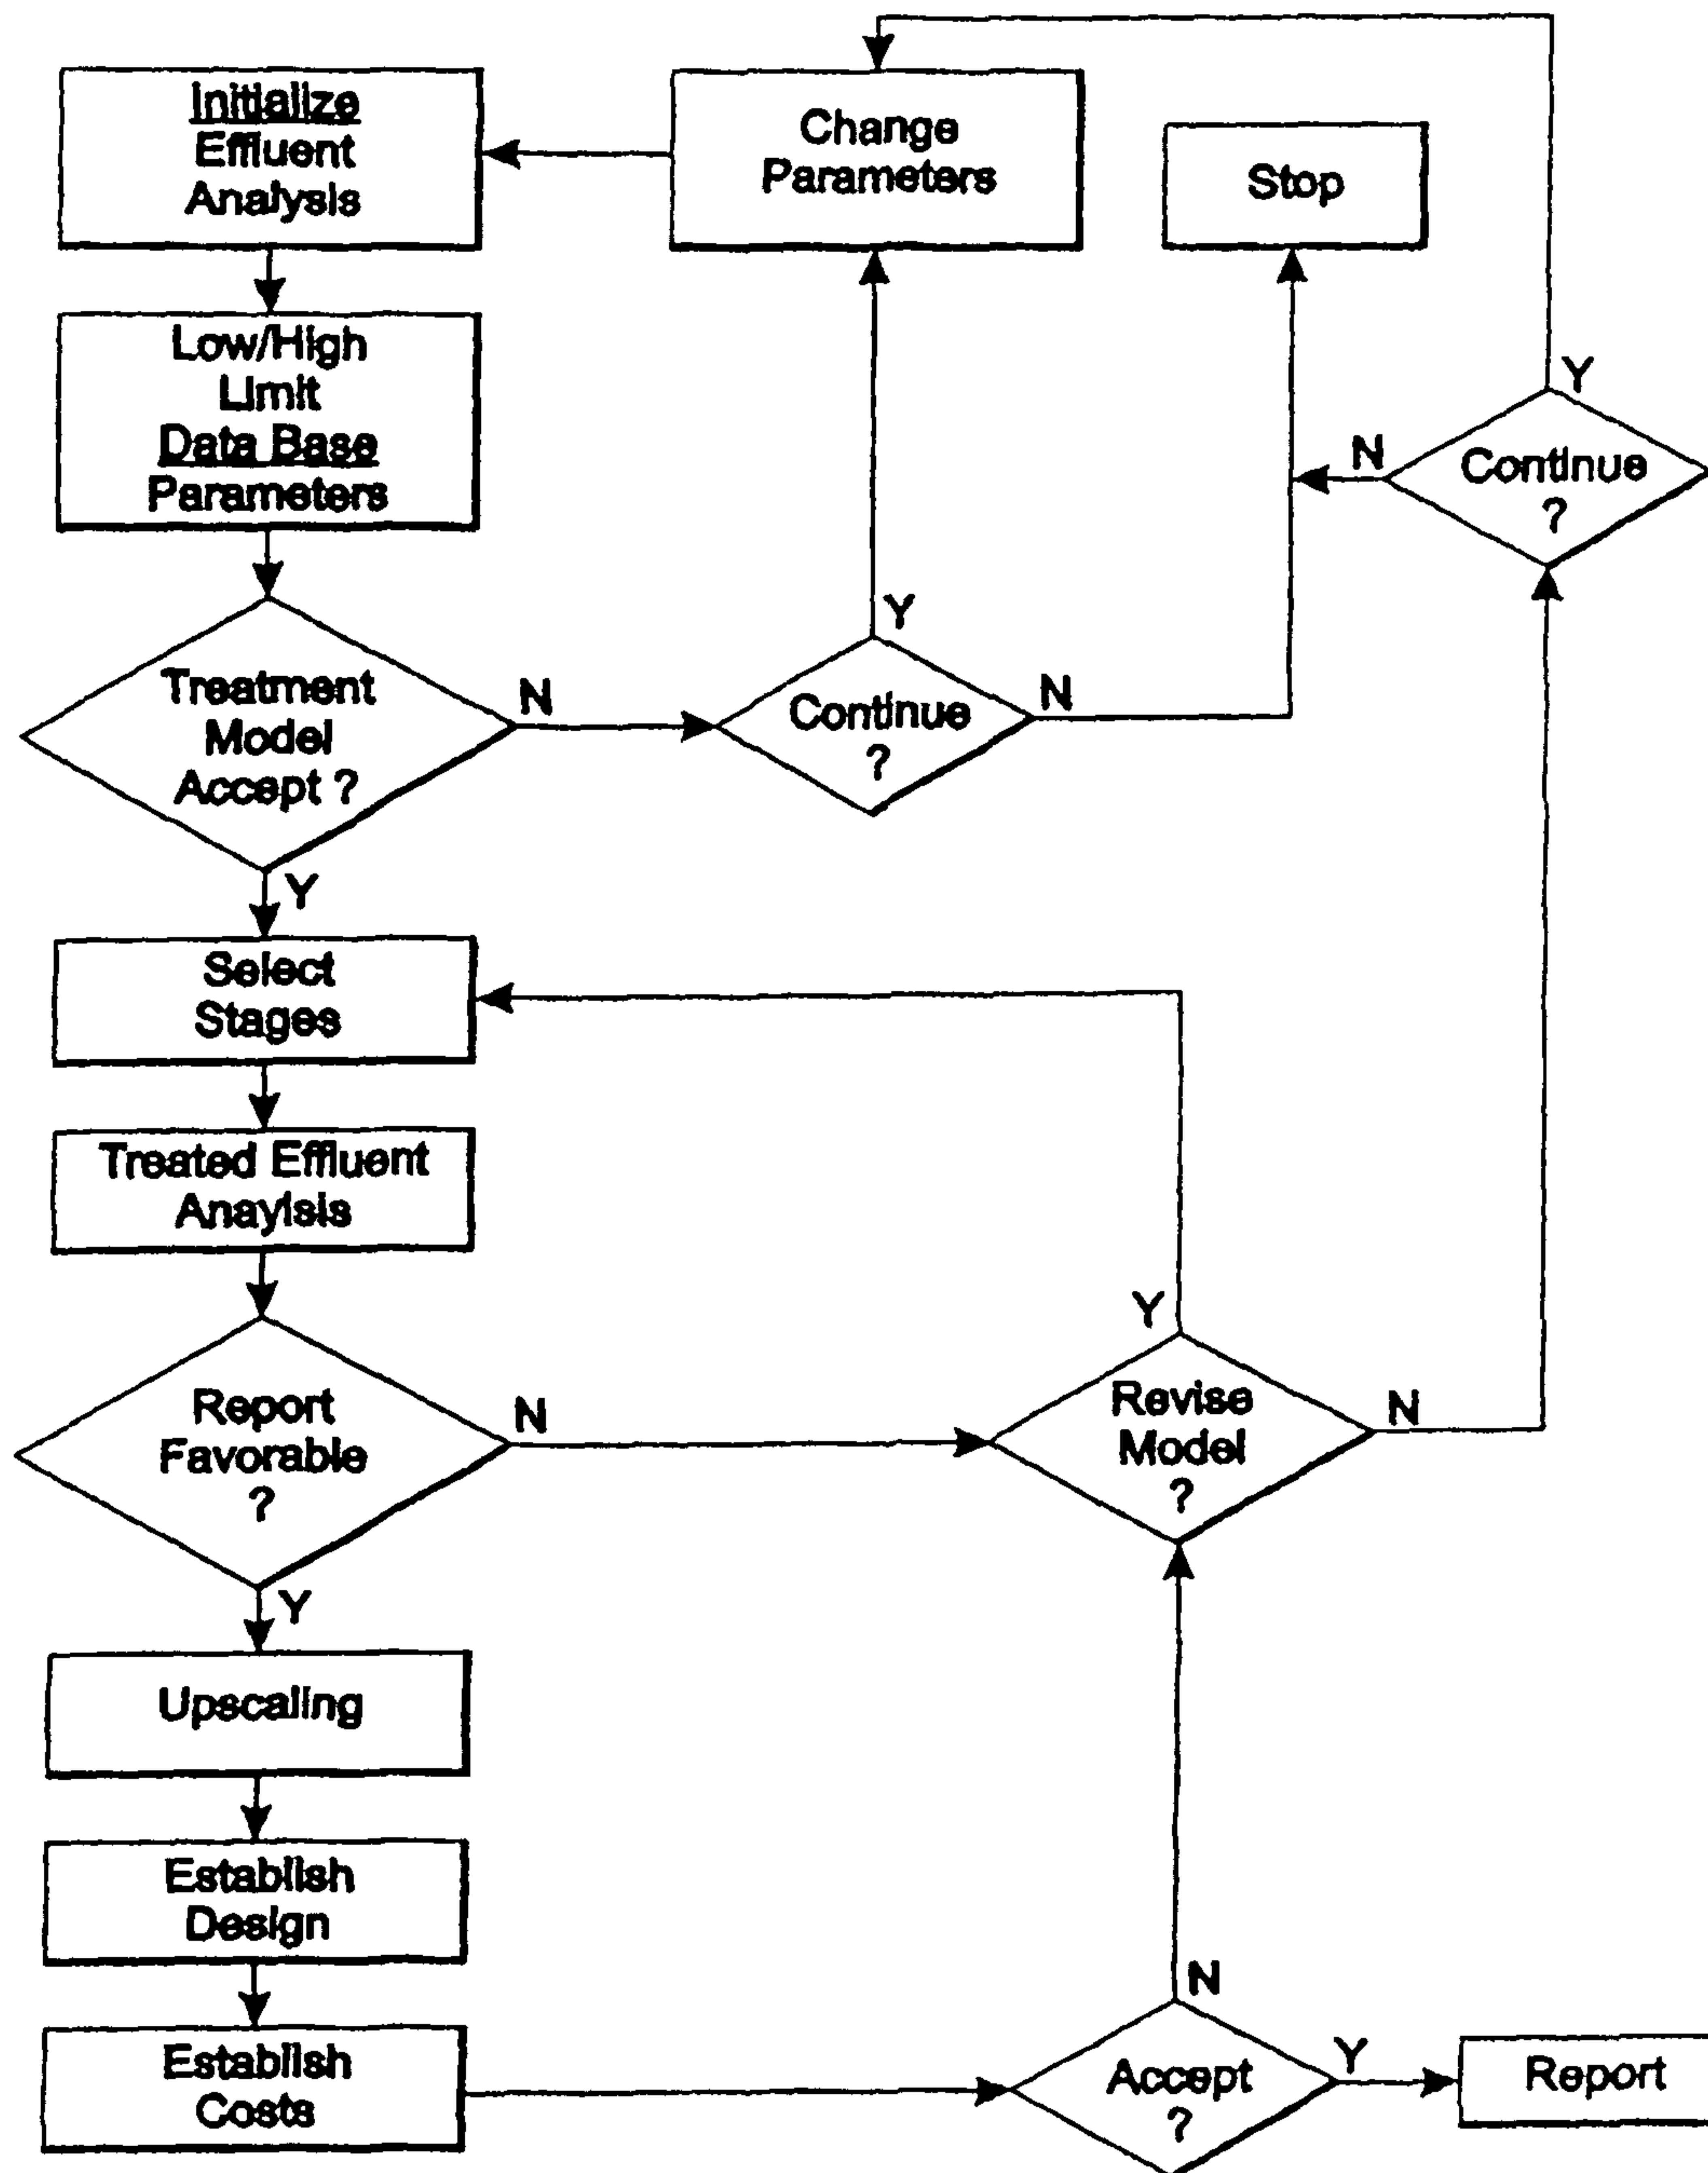 Initialize
Effluent
Analysis
Change
Parameters
Stop
Low/High
Limit
Data Base
Parameters
Y
N
Continue
?
Treatment
Model
Accept ?
N
Y
Continue
?
N
Y
Select
Stages
Treated Effluent
Anaylsis
Y
Report
Favorable
?
N
Revise
Model
?
N
Y
Upscaling
Establish
Design
Establish
Costs
N
Accept
?
Y
Report